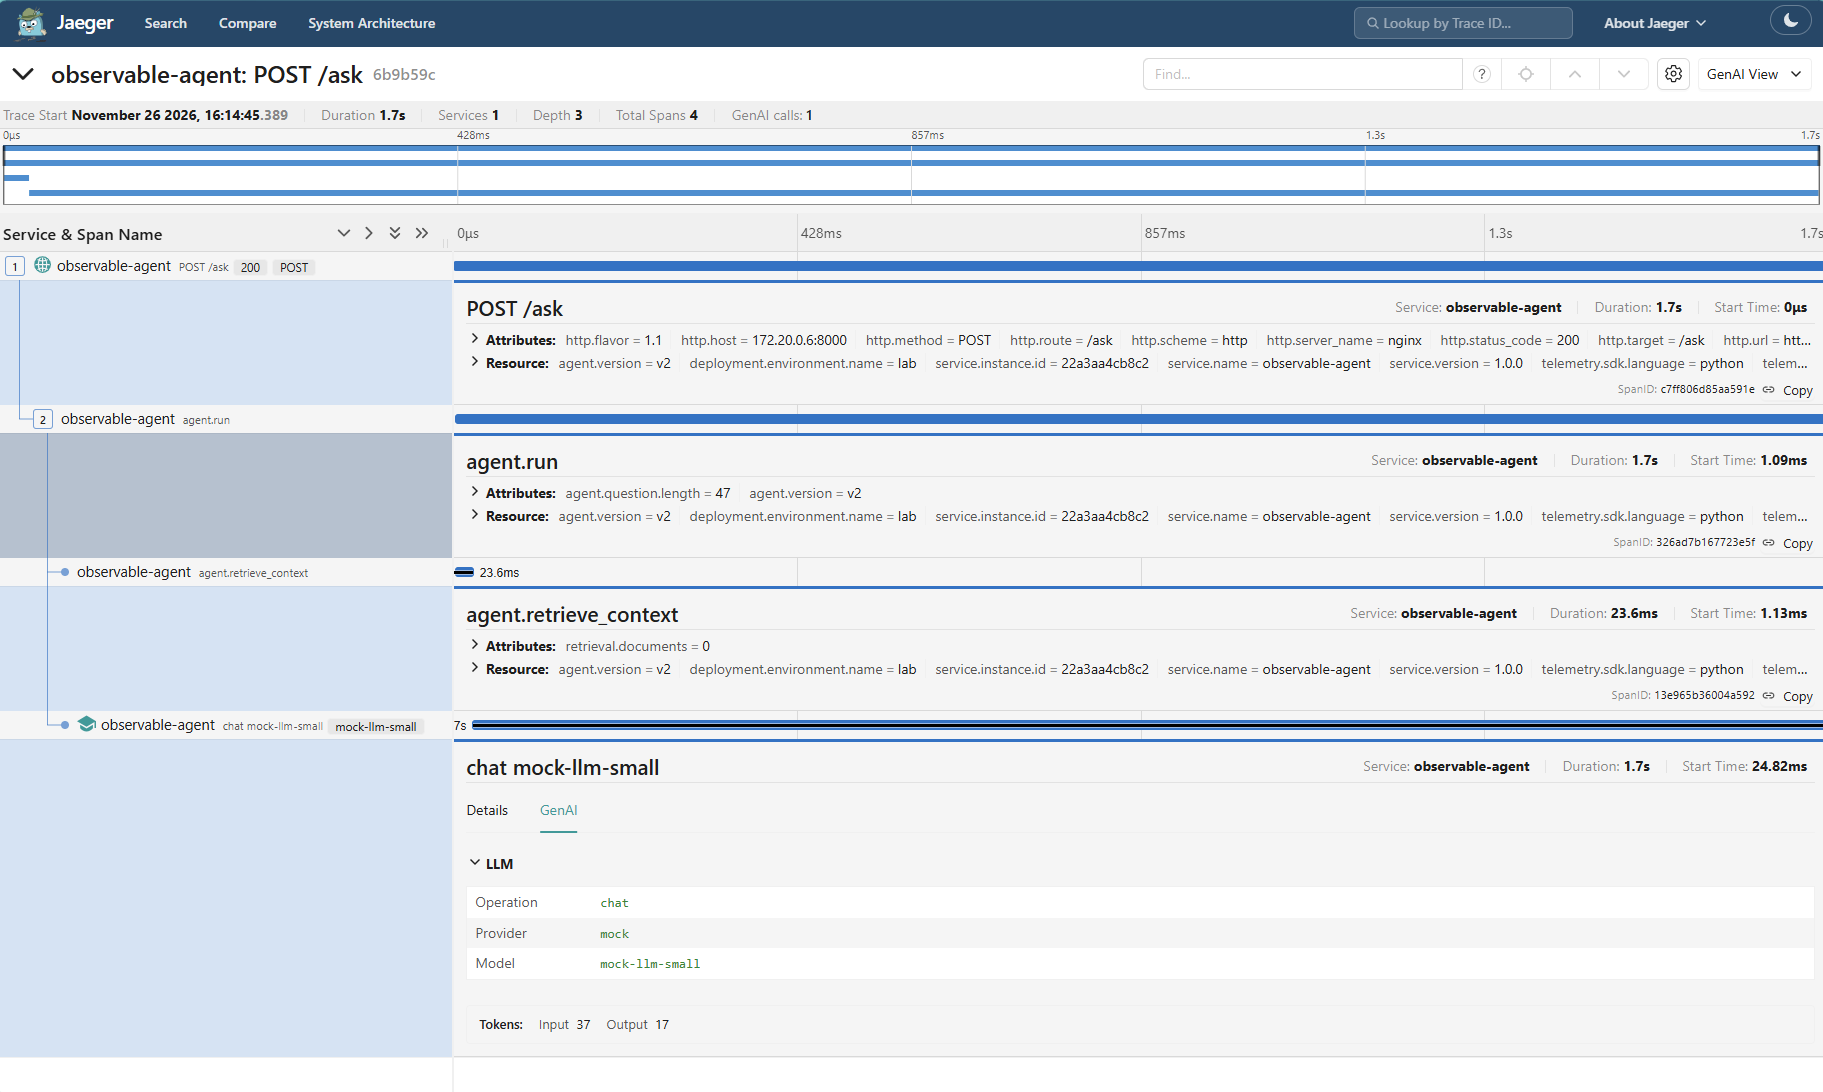 Jaeger Search Compare System Architecture Lookup by Trace ID... About Jaeger
observable-agent: POST /ask 6b9b59c Find... ? GenAI View
Trace Start November 26 2026, 16:14:45.389 Duration 1.7s Services 1 Depth 3 Total Spans 4 GenAI calls: 1
0μs 428ms 857ms 1.3s 1.7s
Service & Span Name 0μs 428ms 857ms 1.3s 1.7s
1 observable-agent POST /ask 200 POST
POST /ask Service: observable-agent Duration: 1.7s Start Time: 0μs
Attributes: http.flavor = 1.1 http.host = 172.20.0.6:8000 http.method = POST http.route = /ask http.scheme = http http.server_name = nginx http.status_code = 200 http.target = /ask http.url = htt...
Resource: agent.version = v2 deployment.environment.name = lab service.instance.id = 22a3aa4cb8c2 service.name = observable-agent service.version = 1.0.0 telemetry.sdk.language = python telem...
SpanID: c7ff806d85aa591e Copy
2 observable-agent agent.run
agent.run Service: observable-agent Duration: 1.7s Start Time: 1.09ms
Attributes: agent.question.length = 47 agent.version = v2
Resource: agent.version = v2 deployment.environment.name = lab service.instance.id = 22a3aa4cb8c2 service.name = observable-agent service.version = 1.0.0 telemetry.sdk.language = python telem...
SpanID: 326ad7b167723e5f Copy
observable-agent agent.retrieve_context 23.6ms
agent.retrieve_context Service: observable-agent Duration: 23.6ms Start Time: 1.13ms
Attributes: retrieval.documents = 0
Resource: agent.version = v2 deployment.environment.name = lab service.instance.id = 22a3aa4cb8c2 service.name = observable-agent service.version = 1.0.0 telemetry.sdk.language = python telem...
SpanID: 13e965b36004a592 Copy
observable-agent chat mock-llm-small mock-llm-small 7s
chat mock-llm-small Service: observable-agent Duration: 1.7s Start Time: 24.82ms
Details GenAI
LLM
Operation chat
Provider mock
Model mock-llm-small
Tokens: Input 37 Output 17